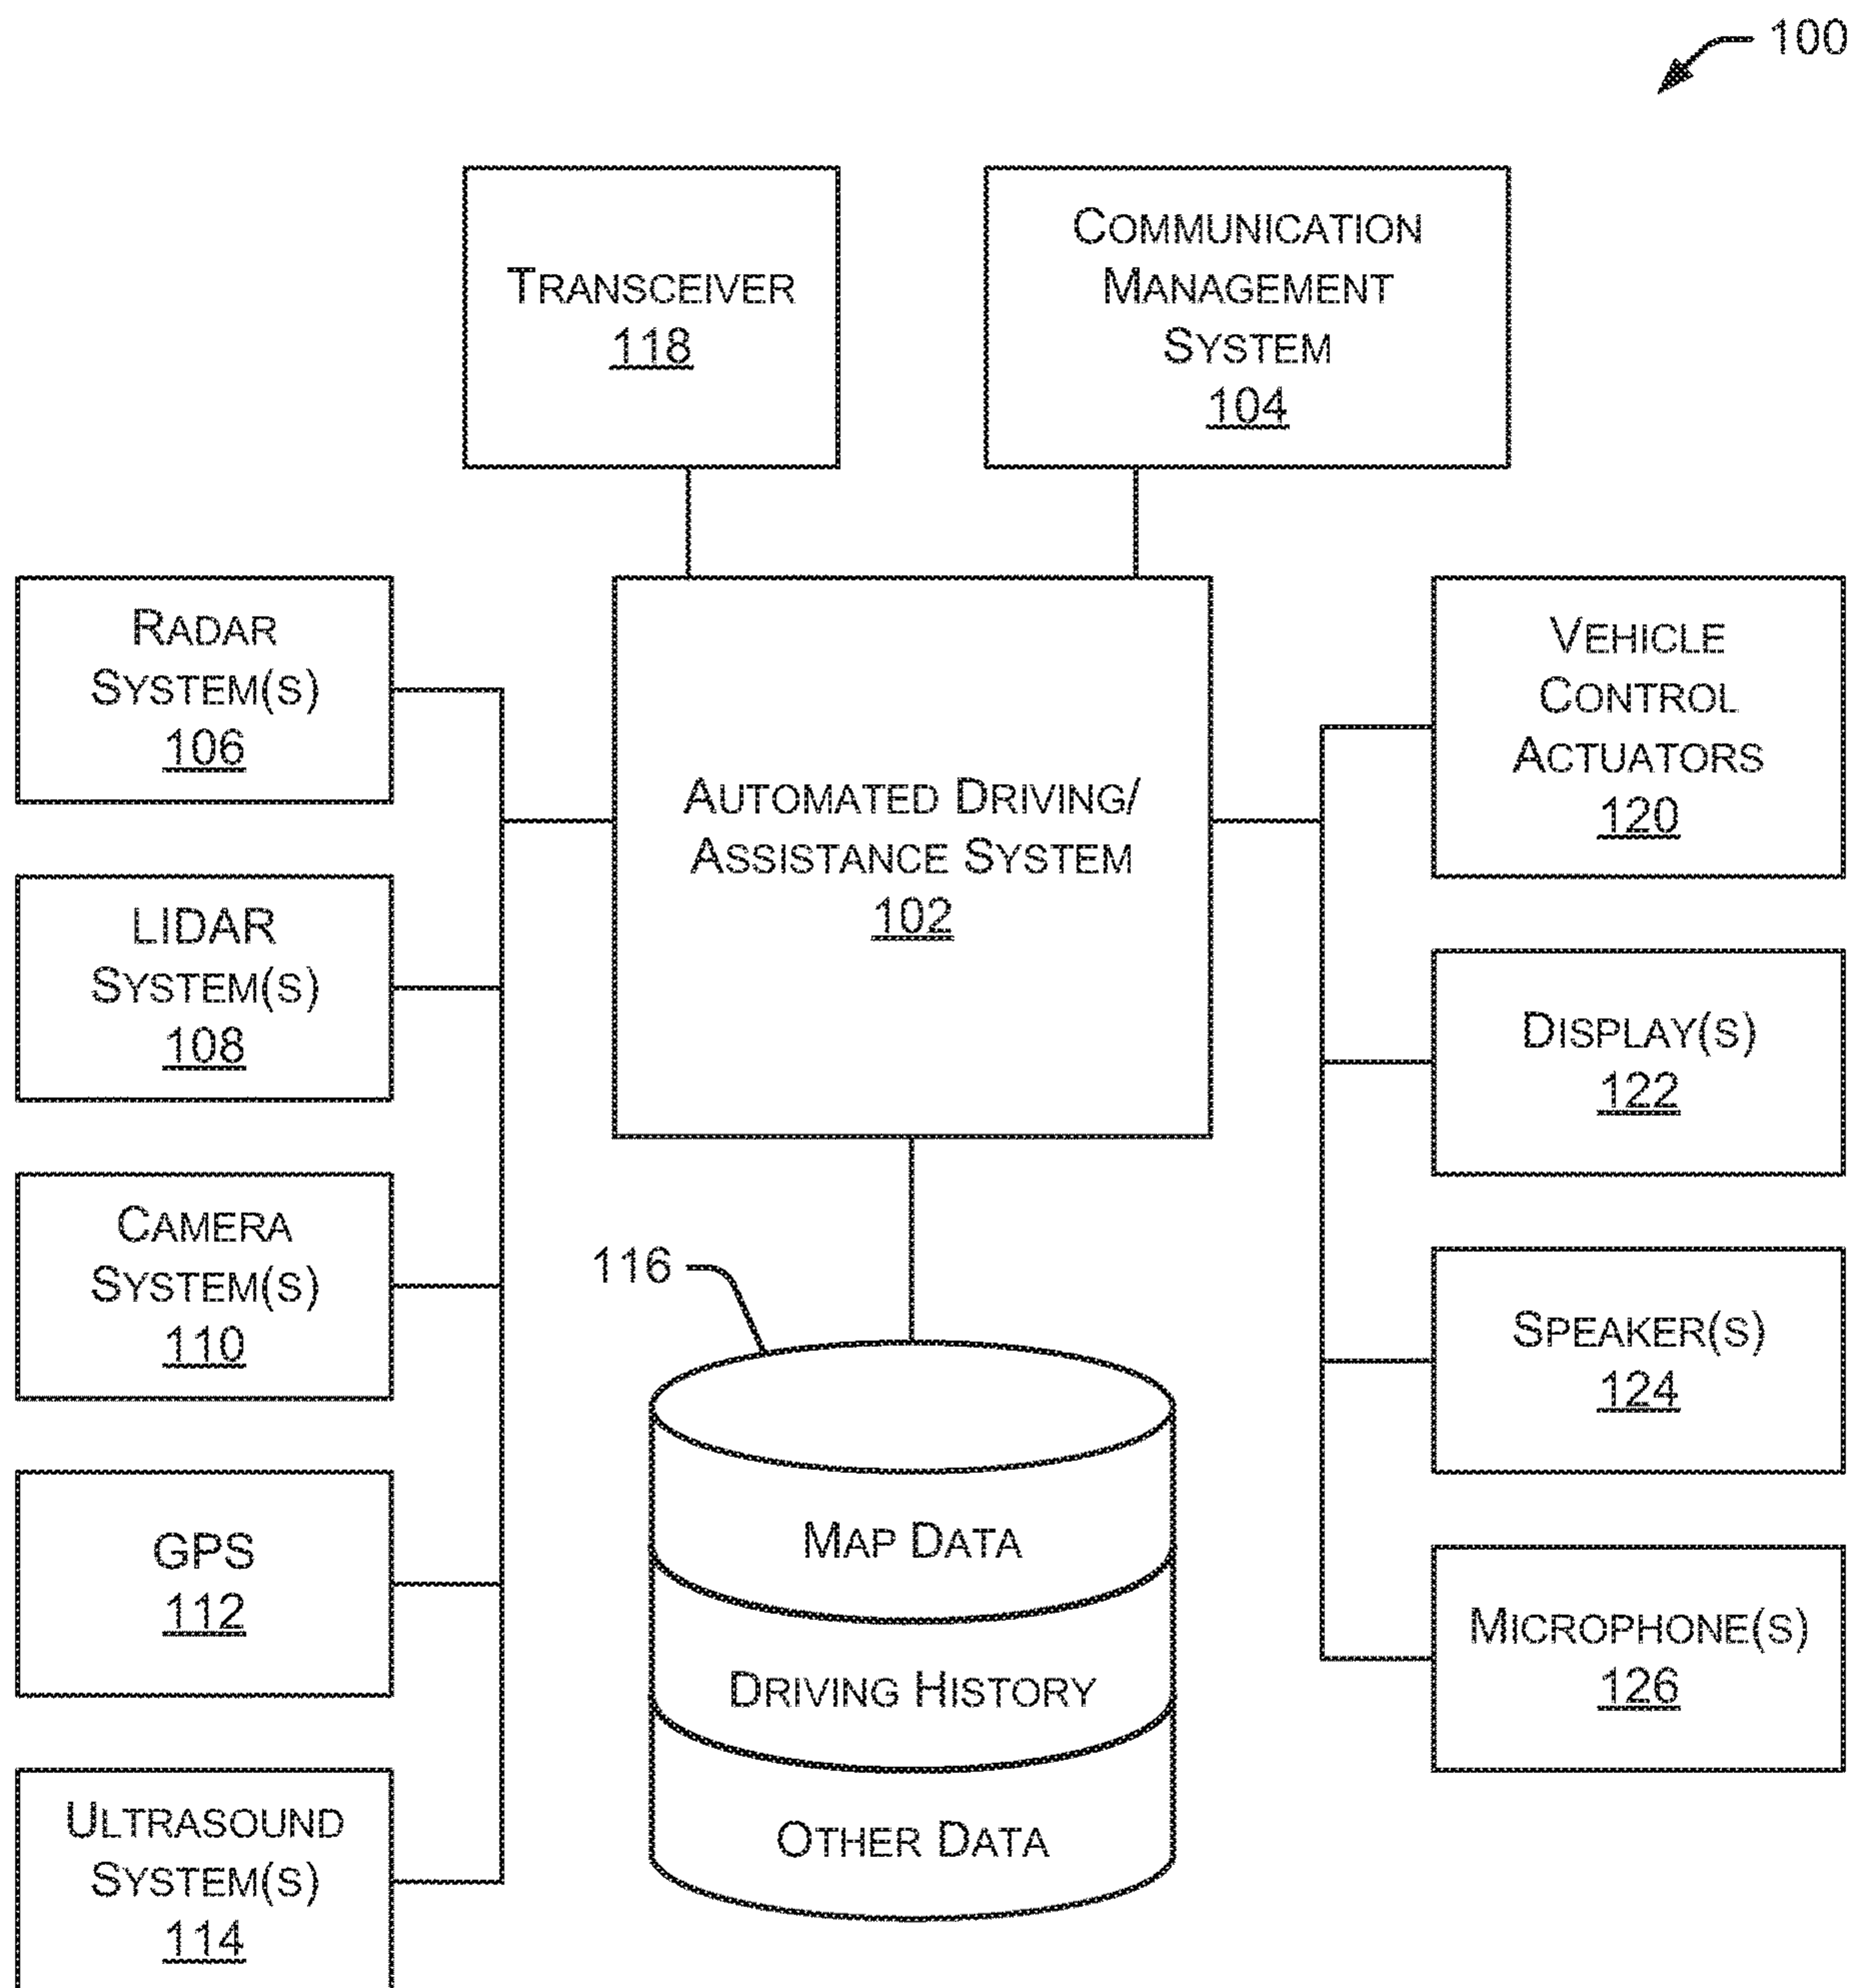 100
TRANSCEIVER
118
COMMUNICATION
MANAGEMENT
SYSTEM
104
RADAR
SYSTEM(S)
106
LIDAR
SYSTEM(S)
108
CAMERA
SYSTEM(S)
110
GPS
112
ULTRASOUND
SYSTEM(S)
114
AUTOMATED DRIVING/
ASSISTANCE SYSTEM
102
116
MAP DATA
DRIVING HISTORY
OTHER DATA
VEHICLE
CONTROL
ACTUATORS
120
DISPLAY(S)
122
SPEAKER(S)
124
MICROPHONE(S)
126